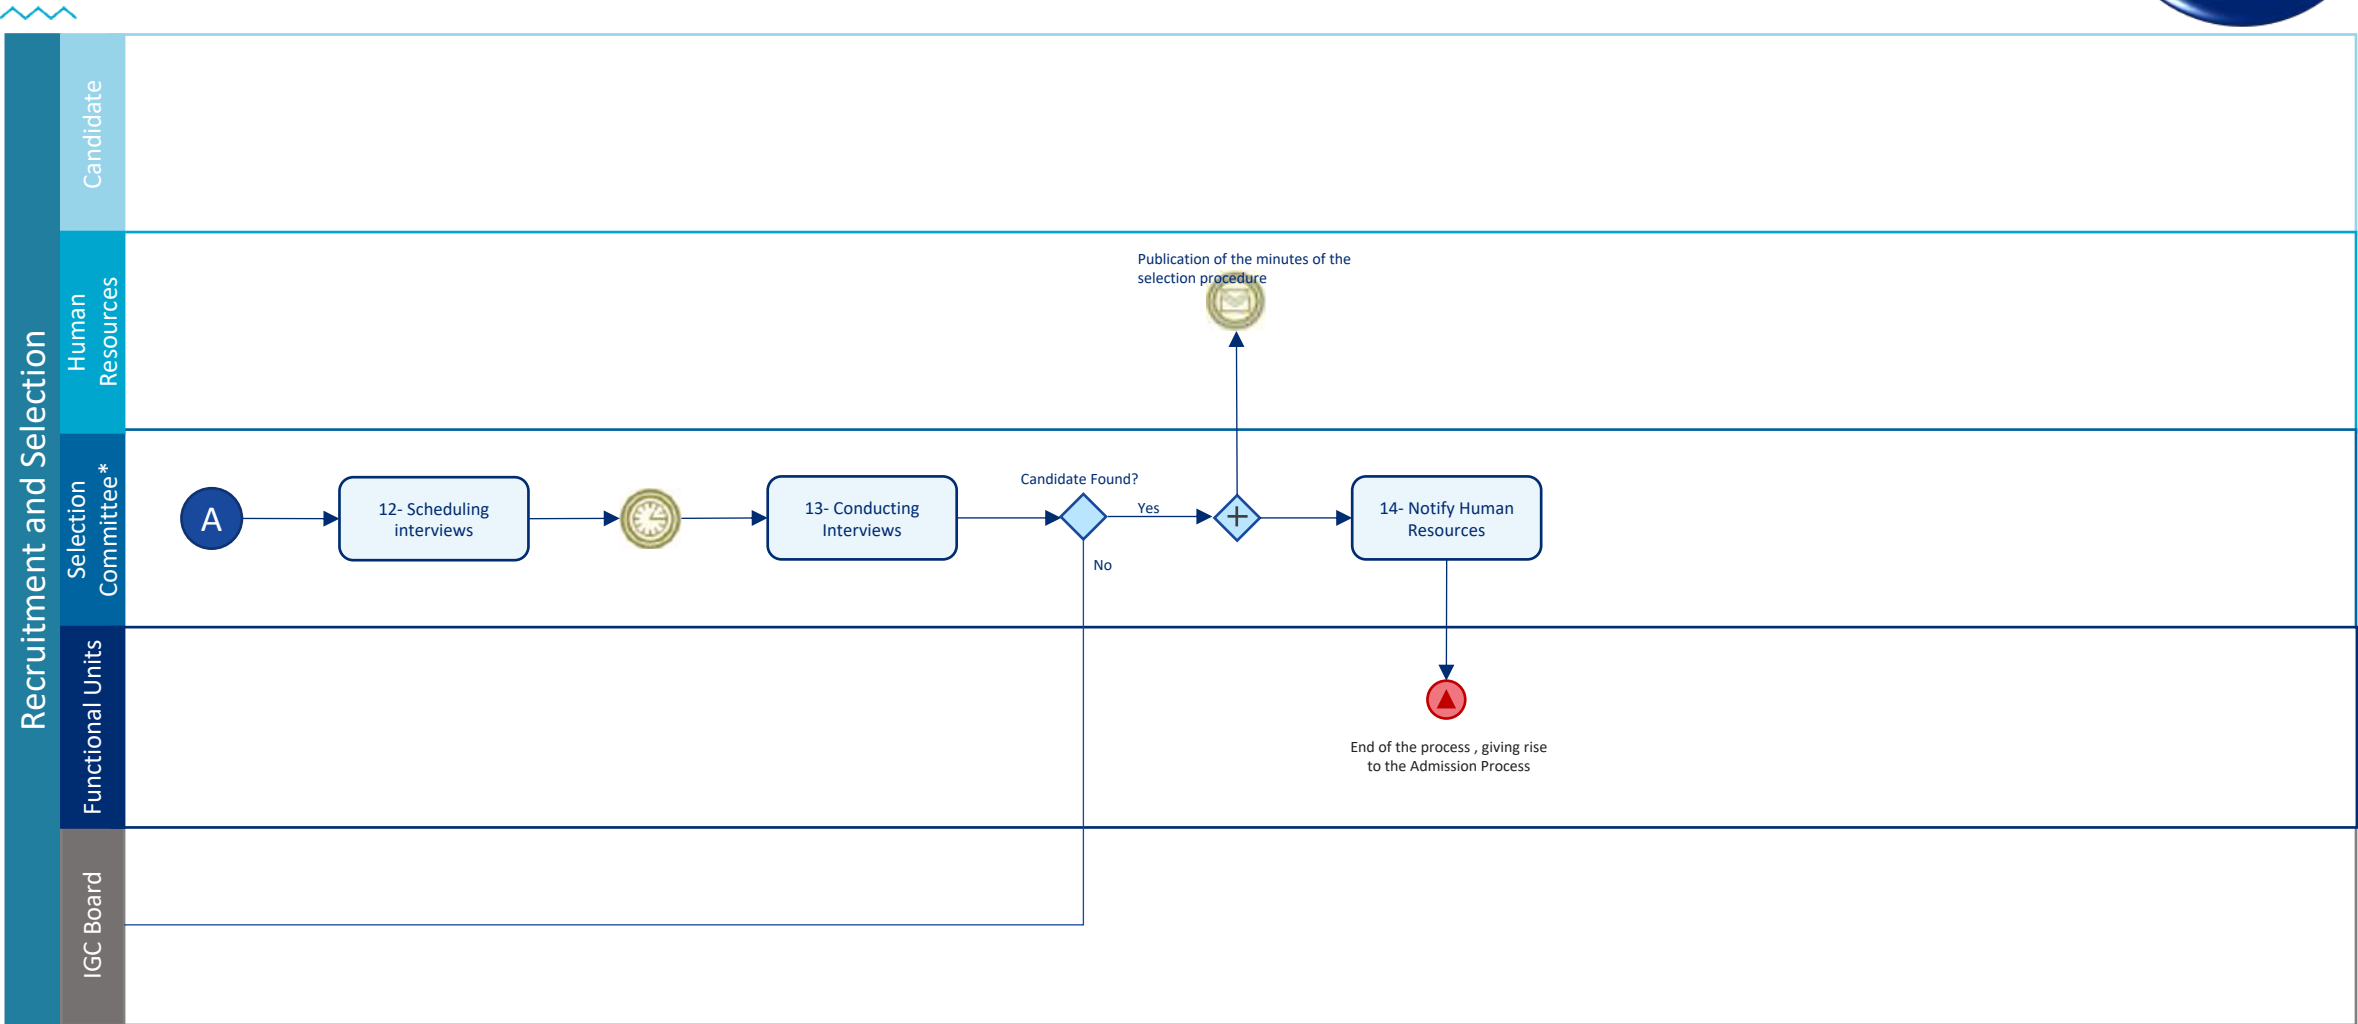 Recruitment and Selection
Candidate
Human
Resources
Publication of the minutes of the
selection procedure
Selection
Committee*
A
12- Scheduling
interviews
13- Conducting
Interviews
Candidate Found?
Yes
No
14- Notify Human
Resources
Functional Units
End of the process , giving rise
to the Admission Process
IGC Board